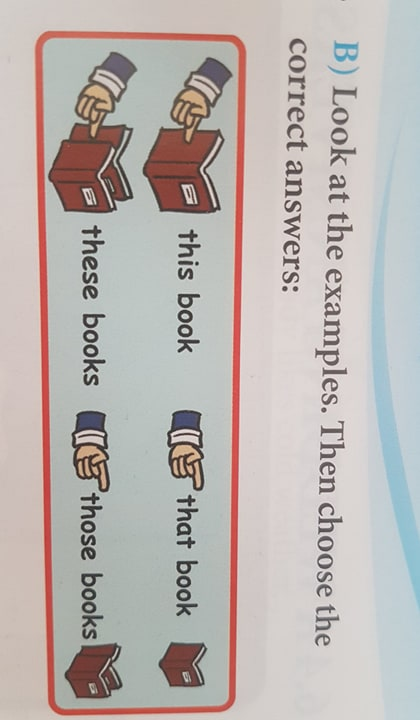 B) Look at the examples. Then choose the
correct answers:
this book
that book
these books
those books